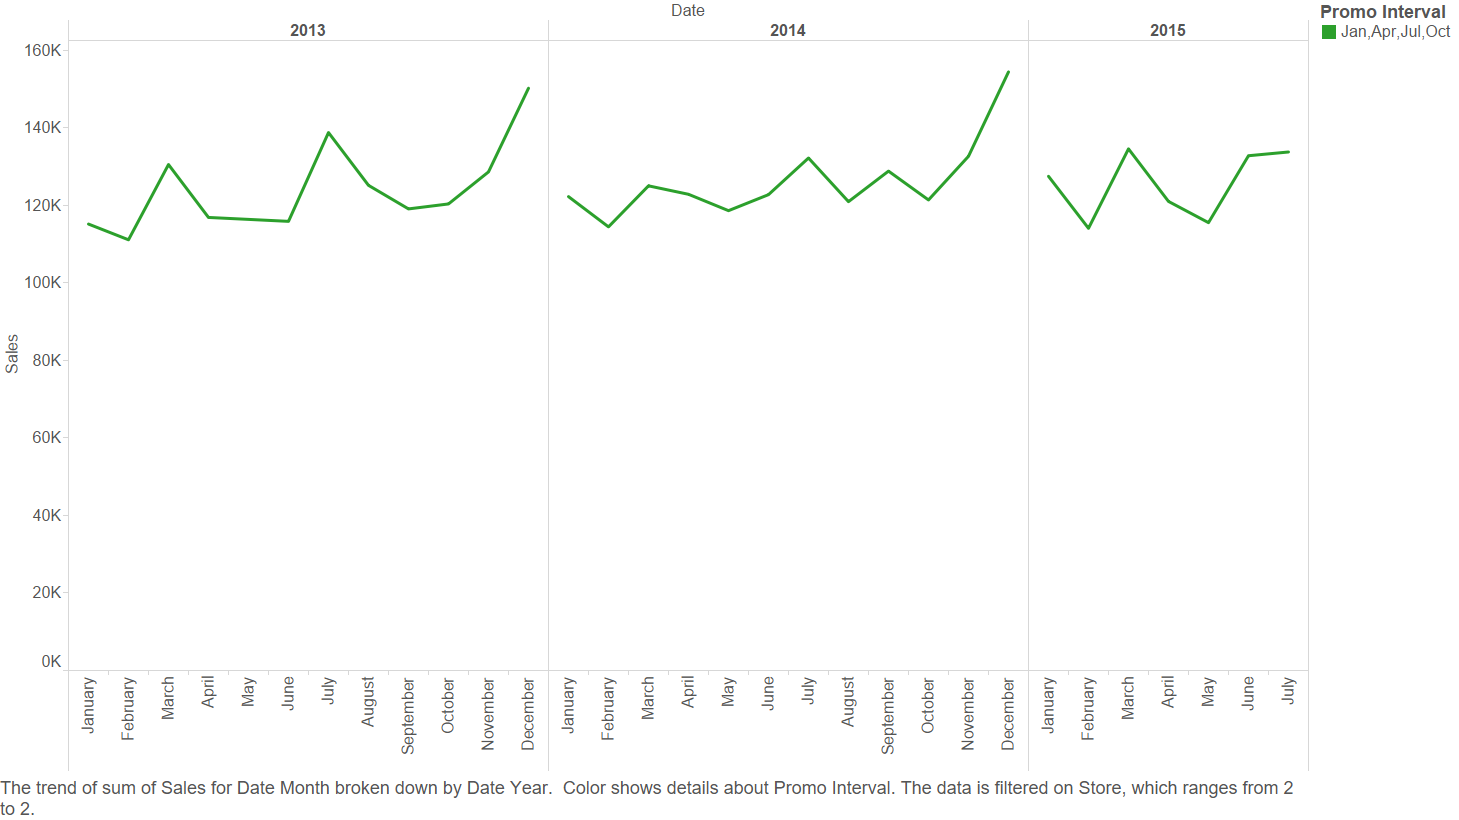 Date
Promo Interval
Jan,Apr,Jul,Oct
2013
2014
2015
160K
140K
120K
100K
80K
60K
40K
20K
0K
Sales
January
February
March
April
May
June
July
August
September
October
November
December
January
February
March
April
May
June
July
August
September
October
November
December
January
February
March
April
May
June
July
The trend of sum of Sales for Date Month broken down by Date Year.  Color shows details about Promo Interval. The data is filtered on Store, which ranges from 2
to 2.